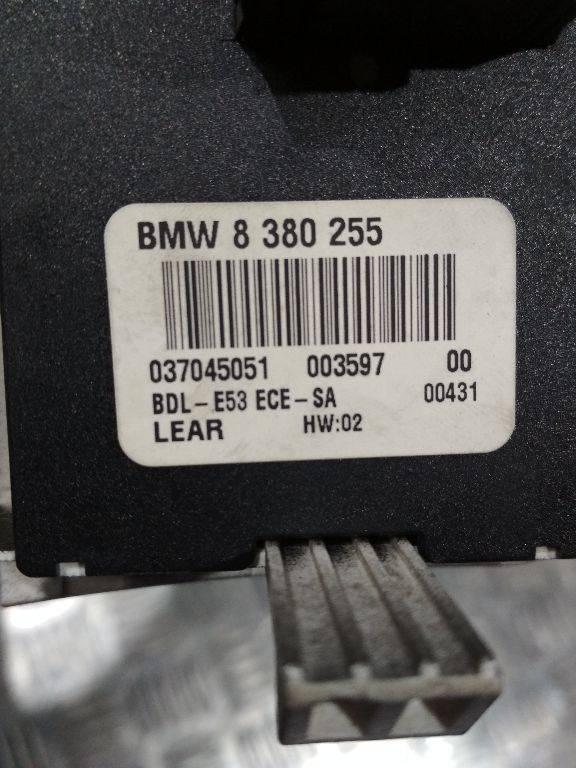 BMW 8 380 255
037045051 003597 00
BDL-E53 ECE-SA 00431
LEAR HW:02